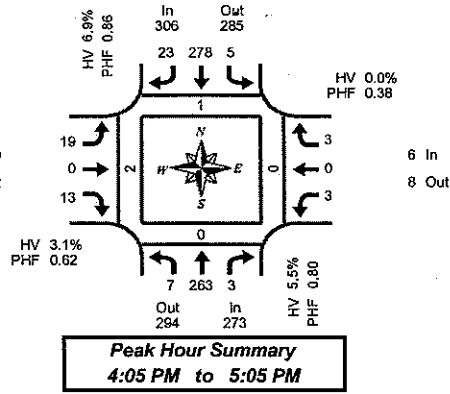 In Out
306 285
HV 6.9%
PHF 0.86
23 278 5
HV 0.0%
PHF 0.38
1
19
0
13
2
N
W E
S
0
3
0
3
6 In
8 Out
0
HV 3.1%
PHF 0.62
7 263 3
HV 5.5%
PHF 0.80
Out In
294 273
Peak Hour Summary
4:05 PM to 5:05 PM